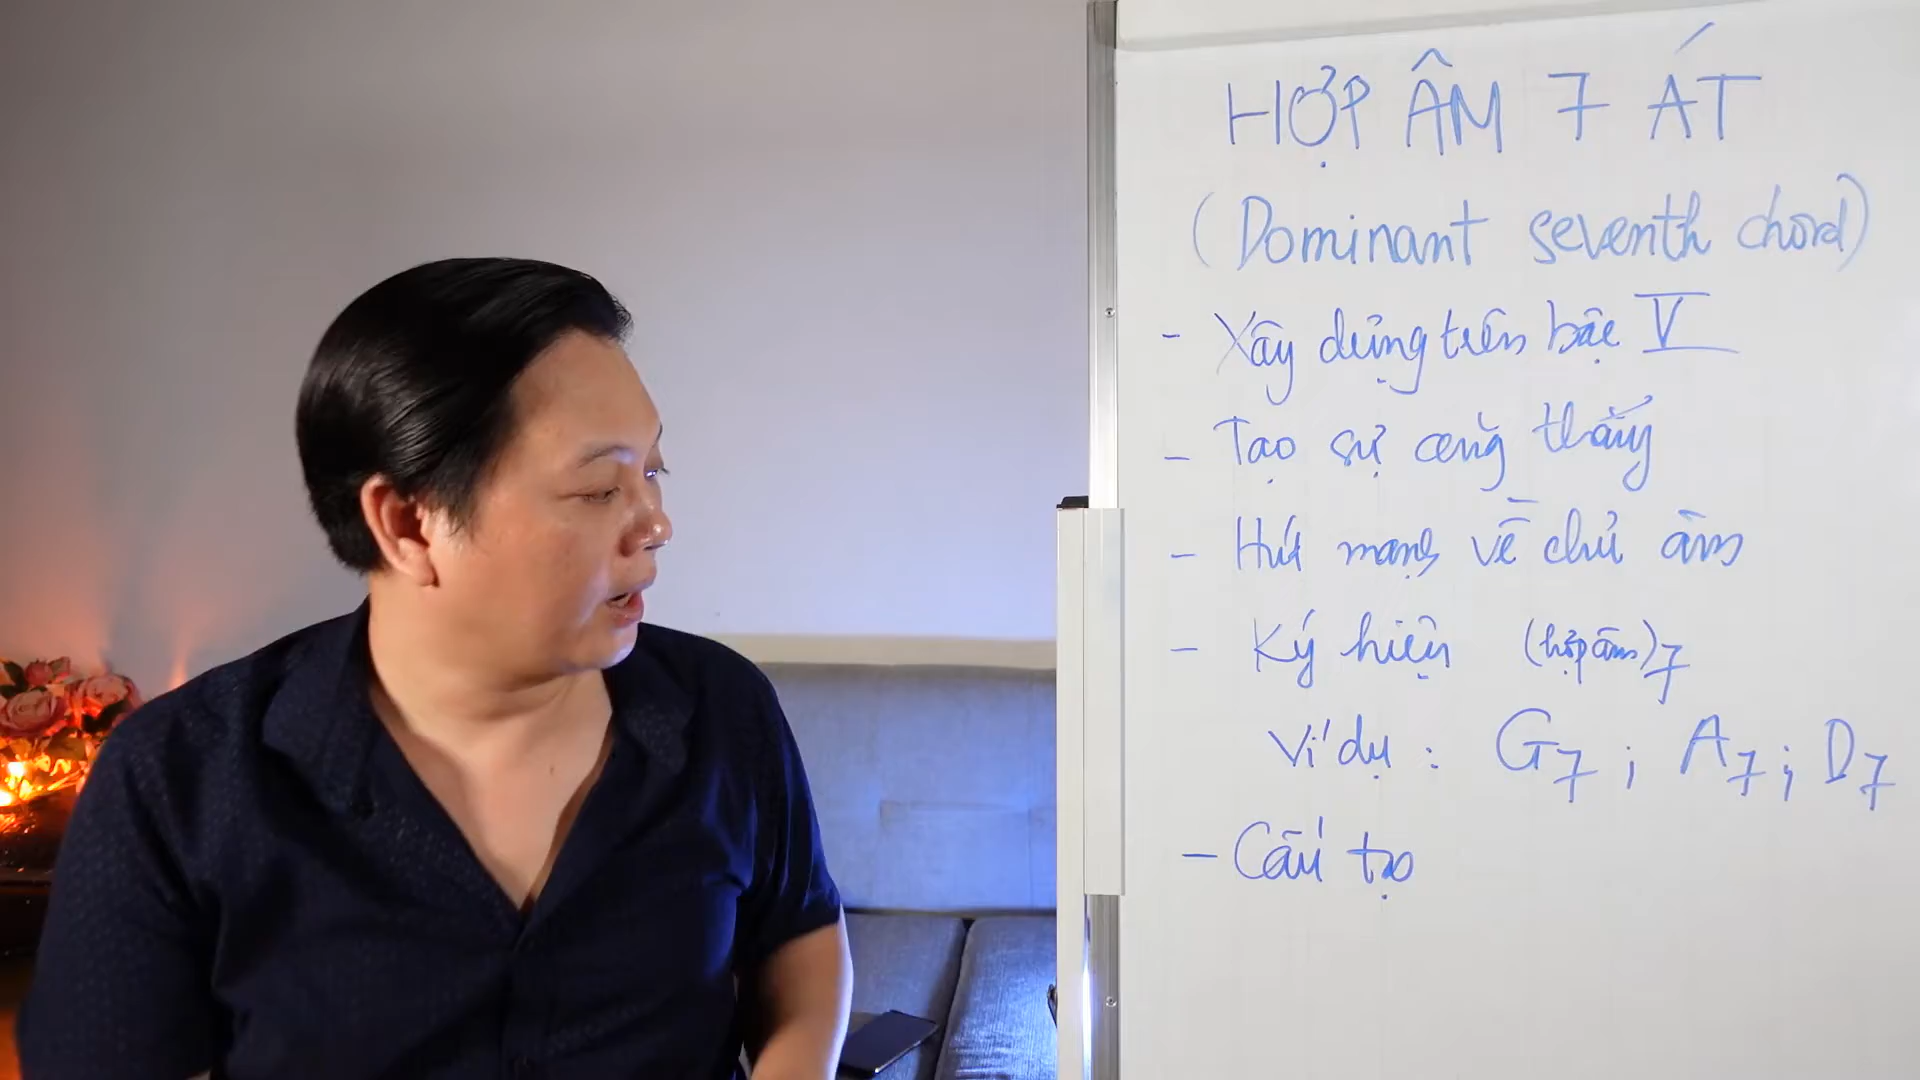 HỢP ÂM 7 ÁT
(Dominant seventh chord)
- Xây dựng trên bậc V
- Tạo sự căng thẳng
- Hút mạnh về chủ âm
- Ký hiệu (hợp âm)7
Ví dụ : G7 ; A7 ; D7
- Cấu tạo